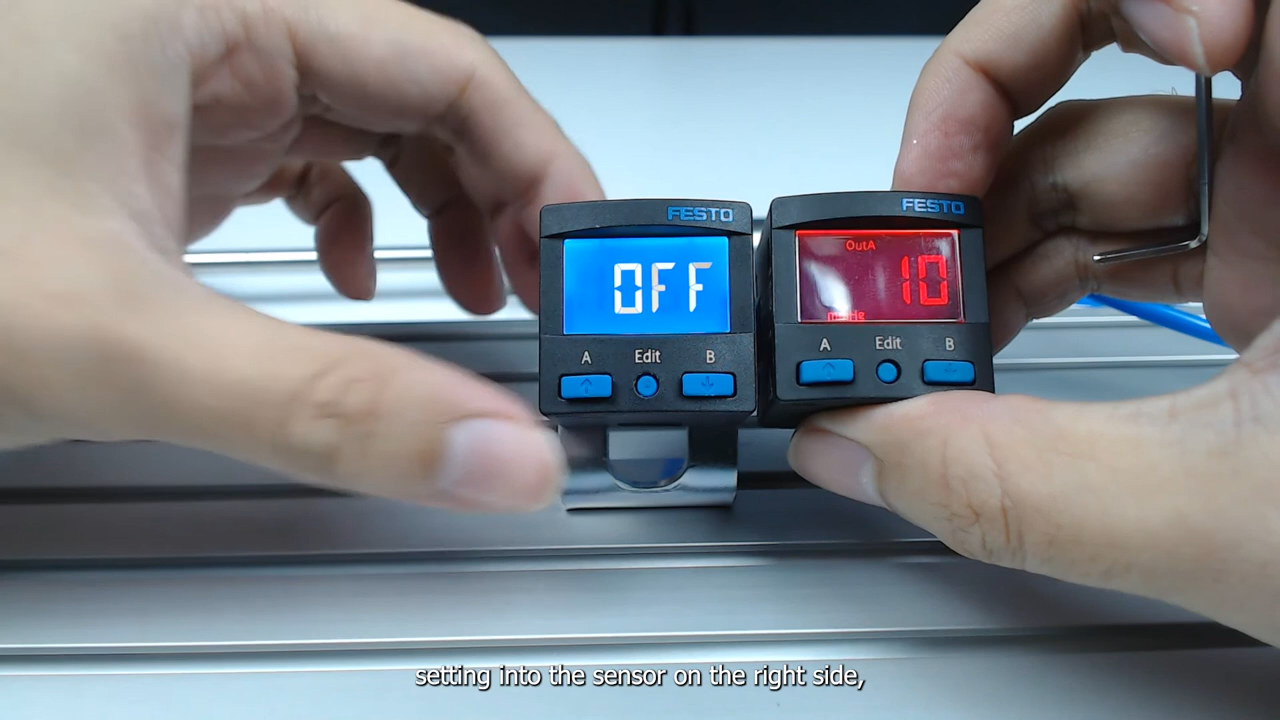 FESTO
OFF
A Edit B
FESTO
OutA
10
A Edit B
setting into the sensor on the right side,